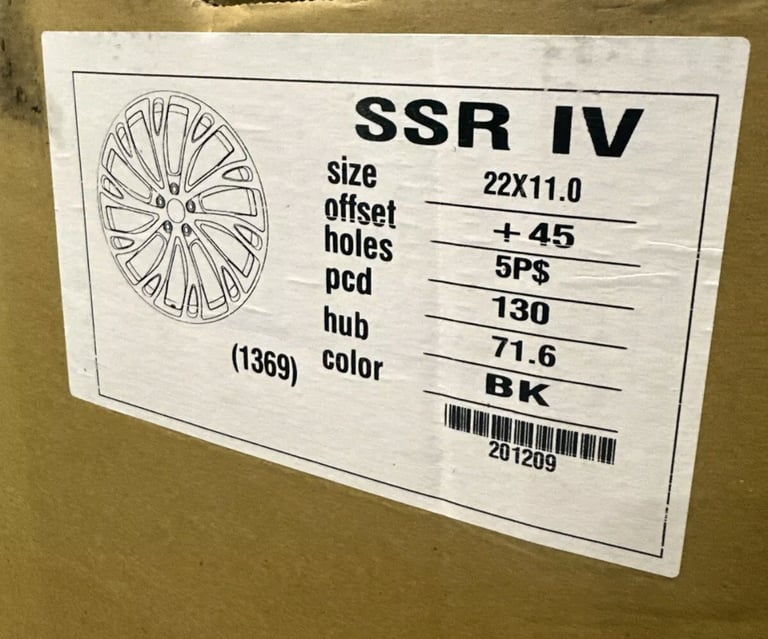 SSR IV
size 22X11.0
offset +45
holes 5P$
pcd 130
hub 71.6
(1369) color BK
201209